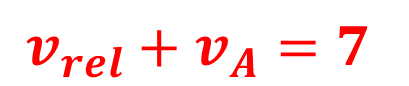 v_rel + v_A = 7